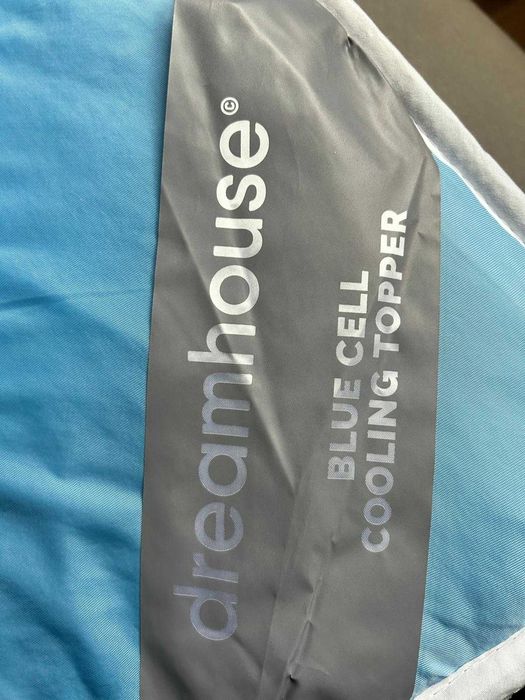 dreamhouse©
BLUE CELL
COOLING TOPPER